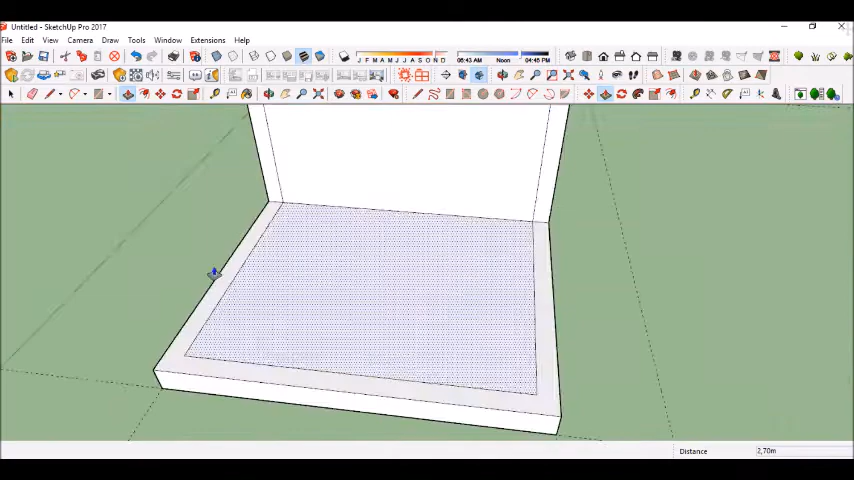 Untitled - SketchUp Pro 2017
File Edit View Camera Draw Tools Window Extensions Help
J F M A M J J A S O N D 06:43 AM Noon 04:45 PM
Distance 2,70m